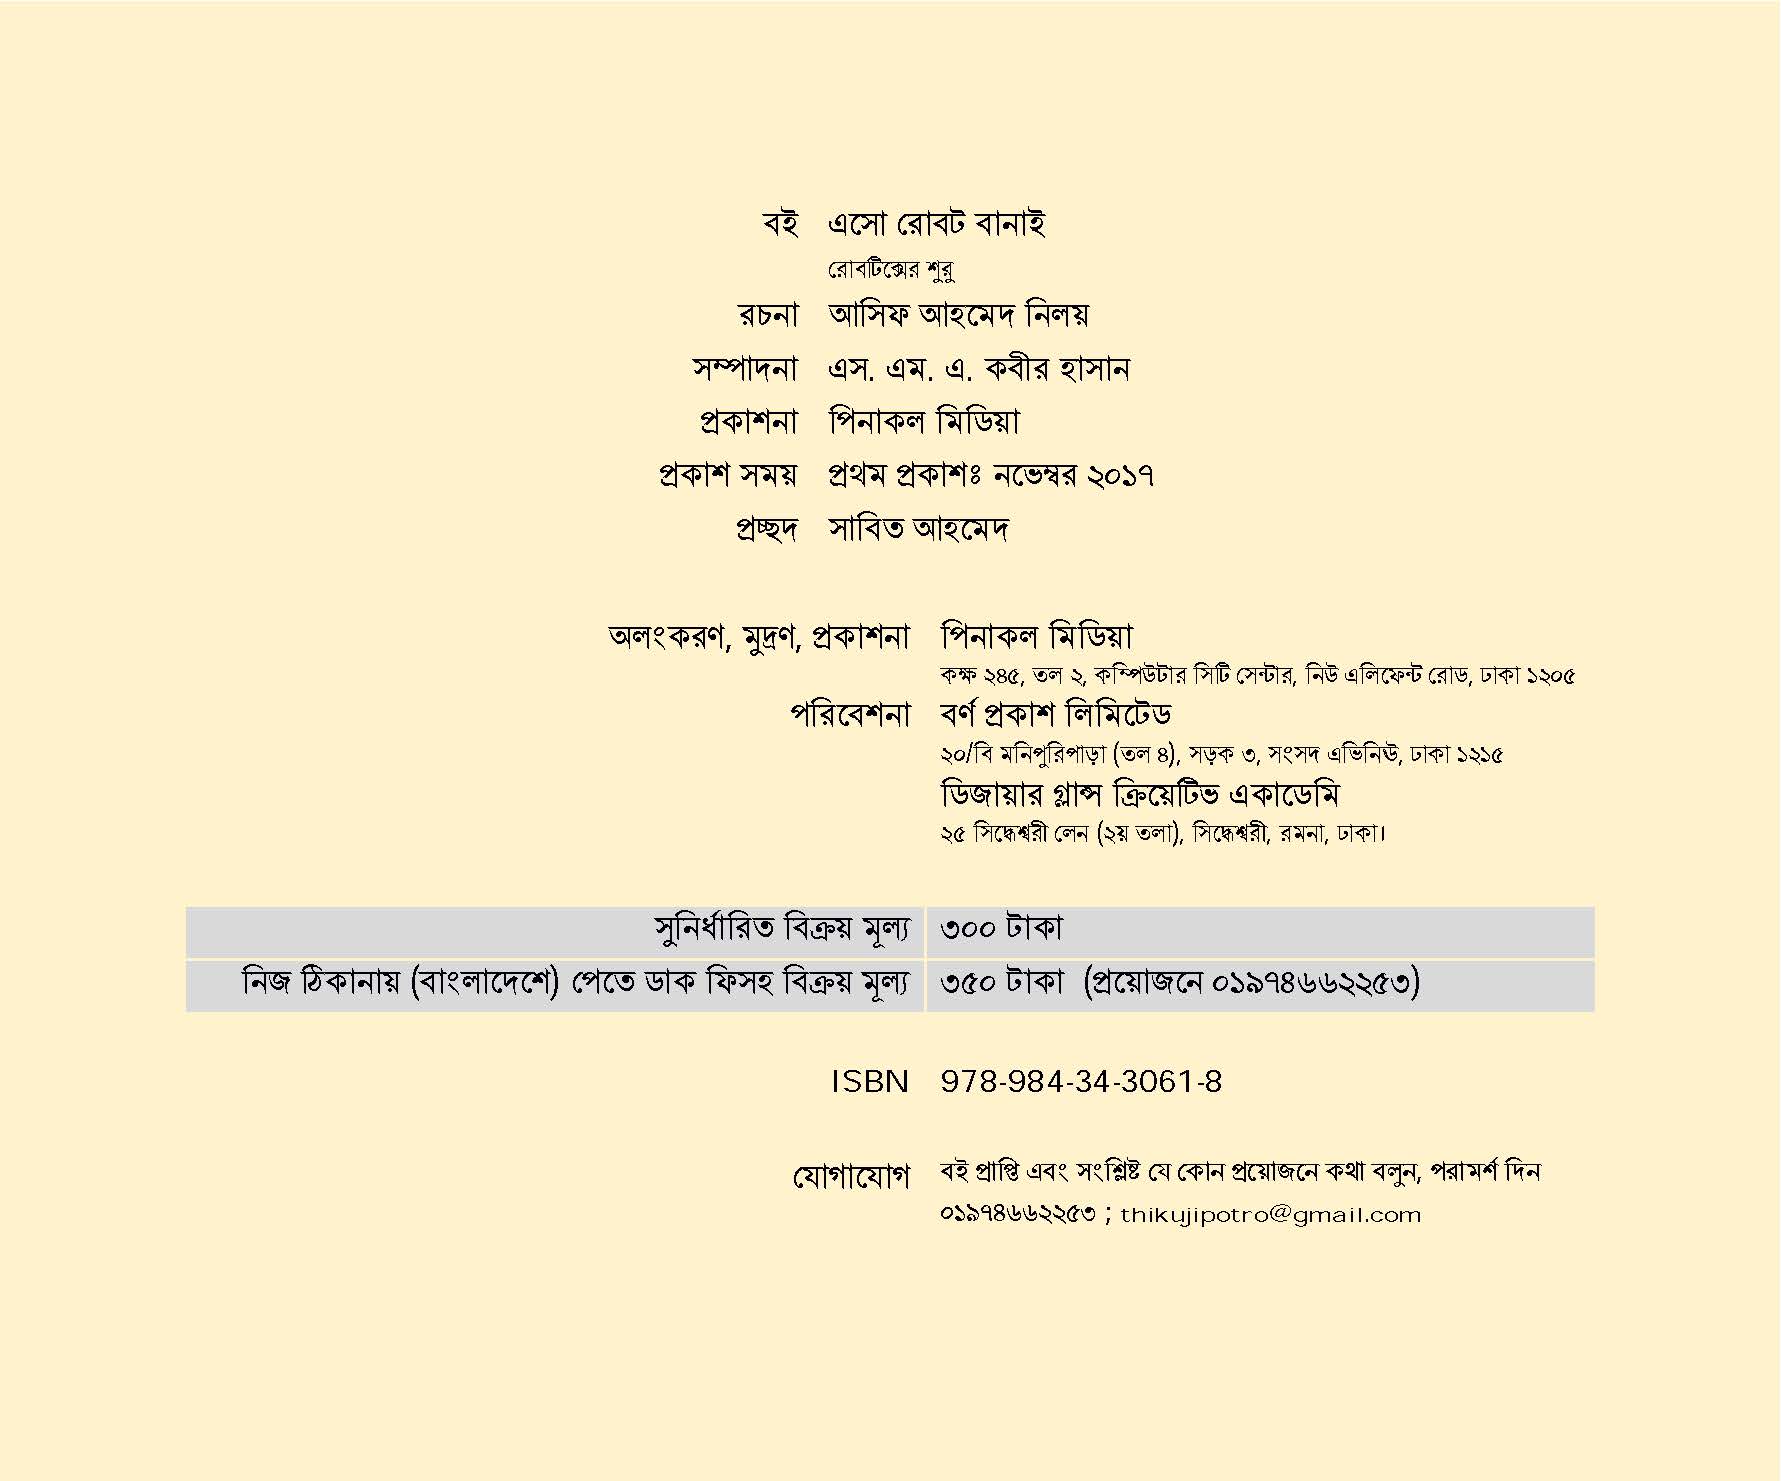 বই এসো রোবট বানাই
রোবটিক্সের শুরু
রচনা আসিফ আহমেদ নিলয়
সম্পাদনা এস. এম. এ. কবীর হাসান
প্রকাশনা পিনাকল মিডিয়া
প্রকাশ সময় প্রথম প্রকাশঃ নভেম্বর ২০১৭
প্রচ্ছদ সাবিত আহমেদ
অলংকরণ, মুদ্রণ, প্রকাশনা পিনাকল মিডিয়া
কক্ষ ২৪৫, তল ২, কম্পিউটার সিটি সেন্টার, নিউ এলিফেন্ট রোড, ঢাকা ১২০৫
পরিবেশনা বর্ণ প্রকাশ লিমিটেড
২০/বি মনিপুরিপাড়া (তল ৪), সড়ক ৩, সংসদ এভিনিউ, ঢাকা ১২১৫
ডিজায়ার গ্লান্স ক্রিয়েটিভ একাডেমি
২৫ সিদ্ধেশ্বরী লেন (২য় তলা), সিদ্ধেশ্বরী, রমনা, ঢাকা।
সুনির্ধারিত বিক্রয় মূল্য ৩০০ টাকা
নিজ ঠিকানায় (বাংলাদেশে) পেতে ডাক ফিসহ বিক্রয় মূল্য ৩৫০ টাকা (প্রয়োজনে ০১৯৭৪৬৬২২৫৩)
ISBN 978-984-34-3061-8
যোগাযোগ বই প্রাপ্তি এবং সংশ্লিষ্ট যে কোন প্রয়োজনে কথা বলুন, পরামর্শ দিন
০১৯৭৪৬৬২২৫৩ ; thikujipotro@gmail.com